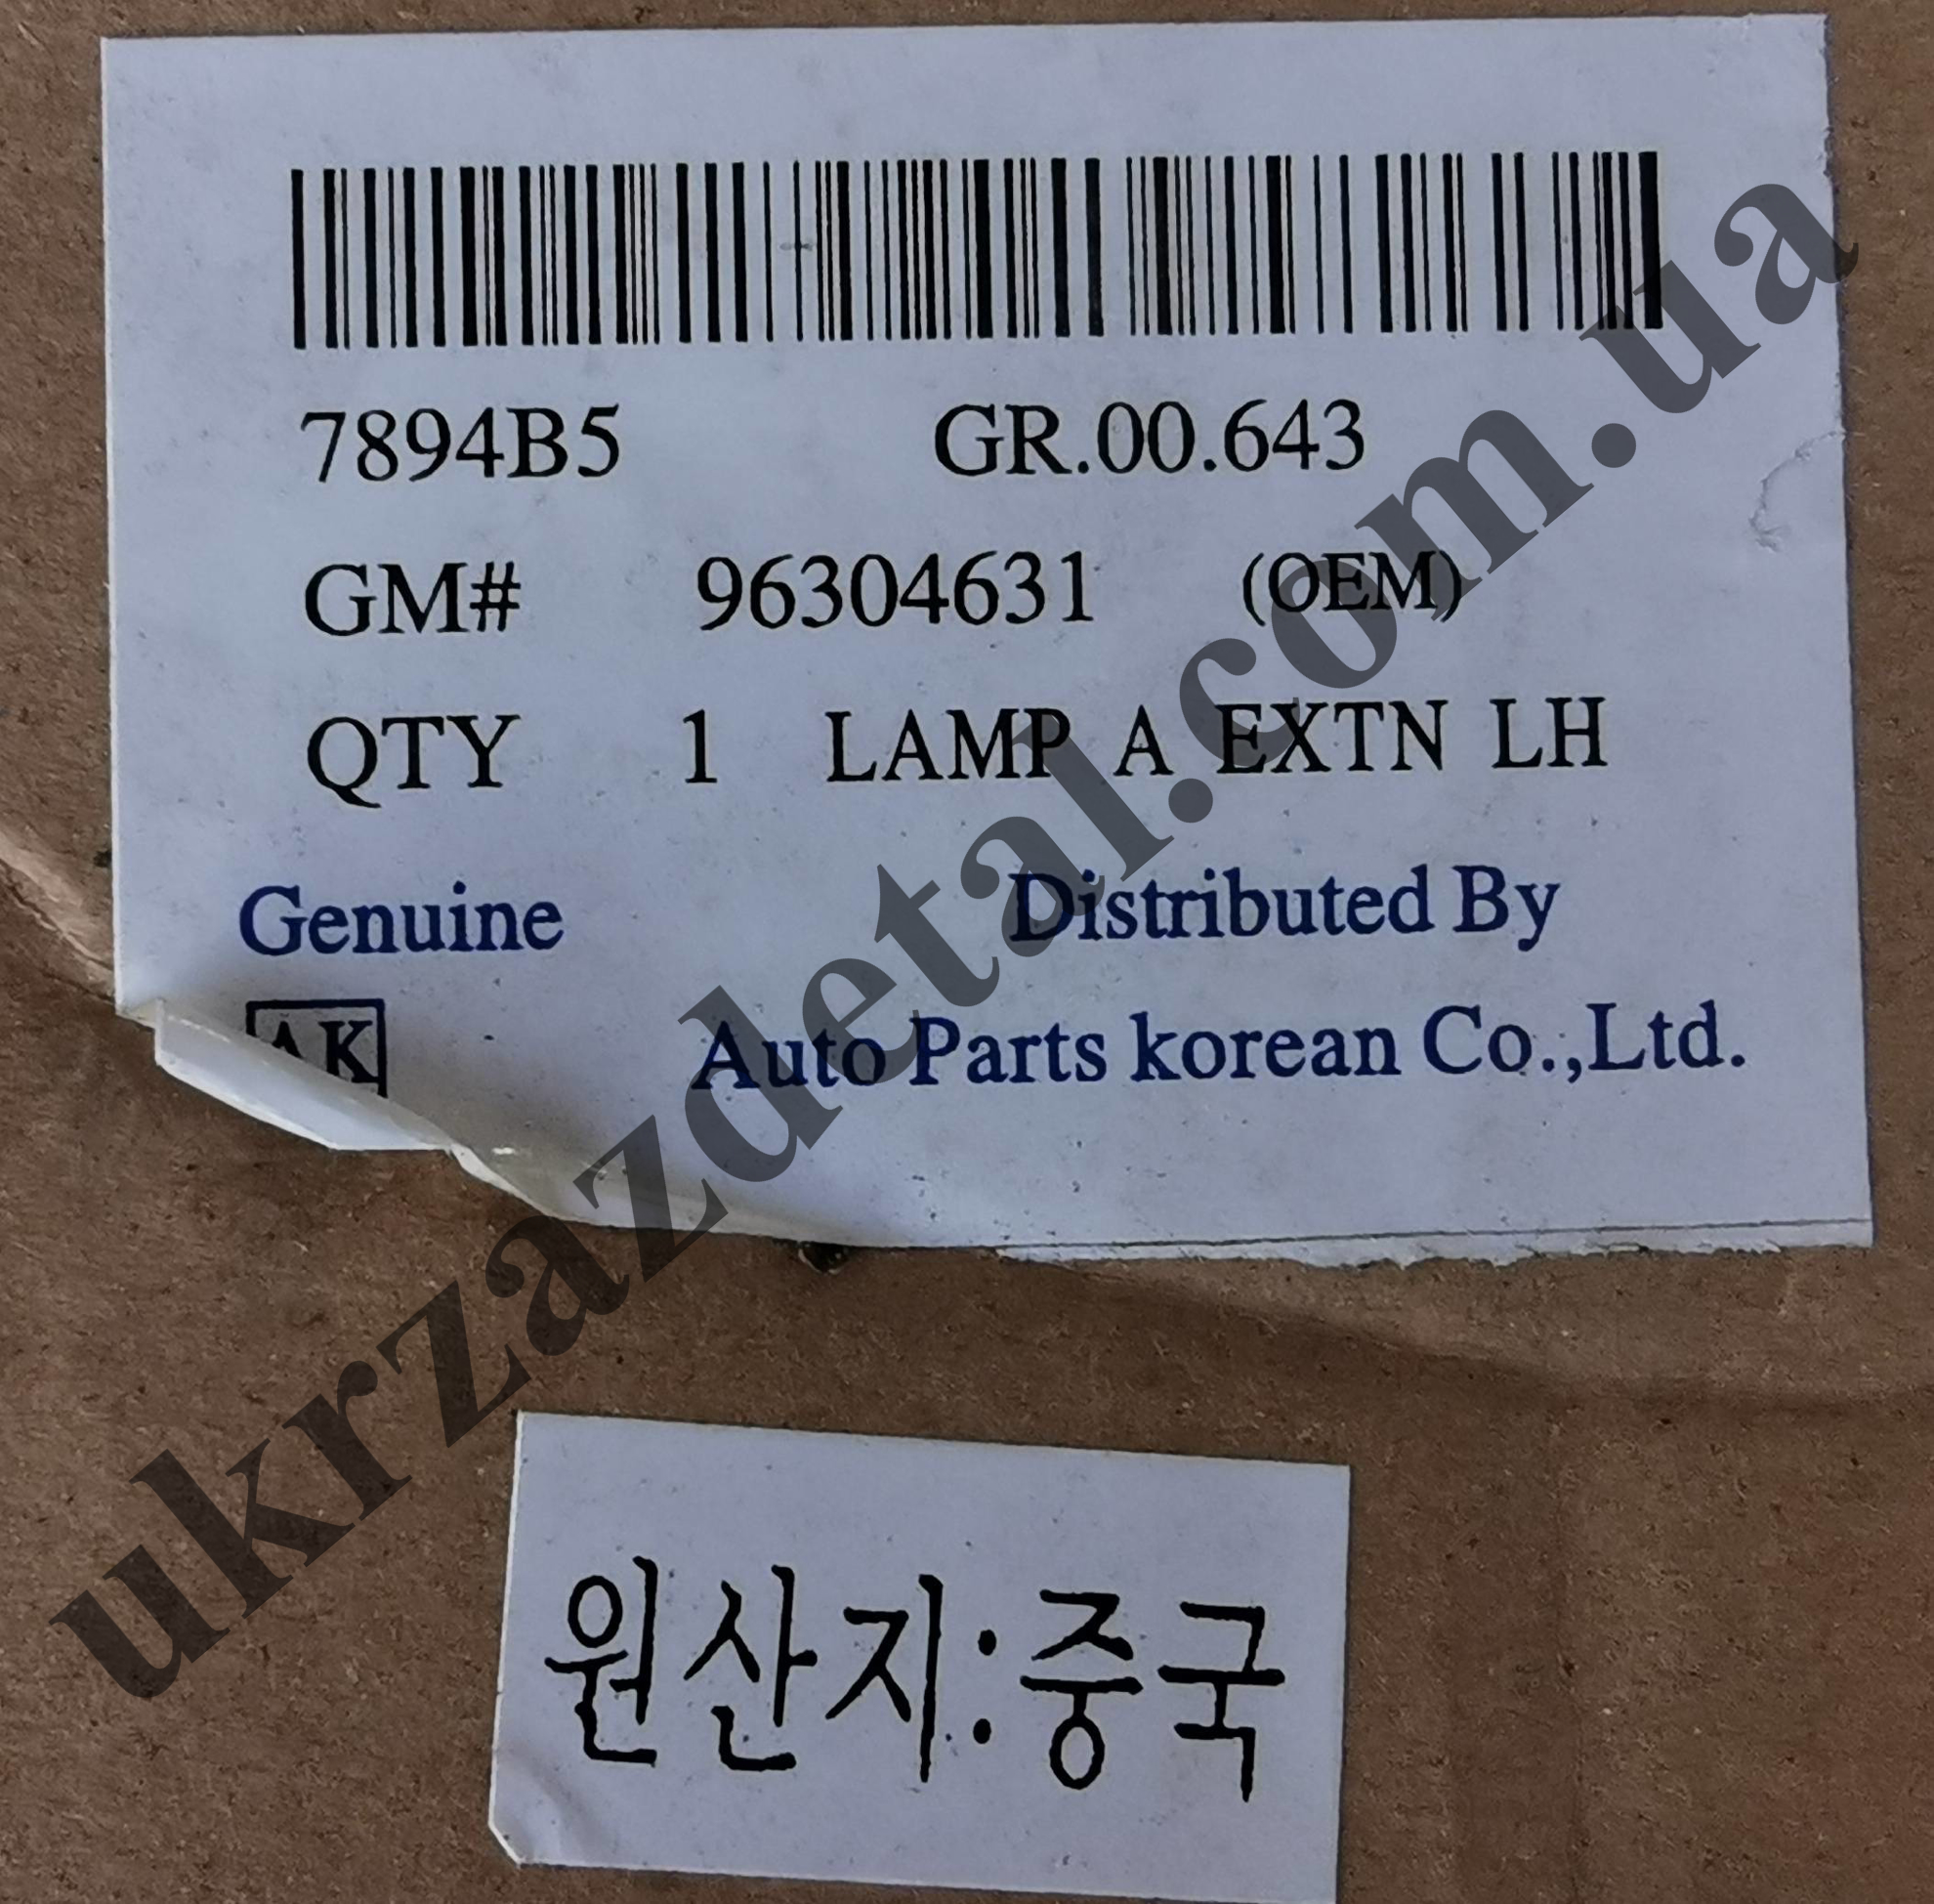 7894B5 GR.00.643
GM# 96304631 (OEM)
QTY 1 LAMP A EXTN LH
Genuine Distributed By
AK Auto Parts korean Co.,Ltd.
원산지:중국
ukrzazdetal.com.ua